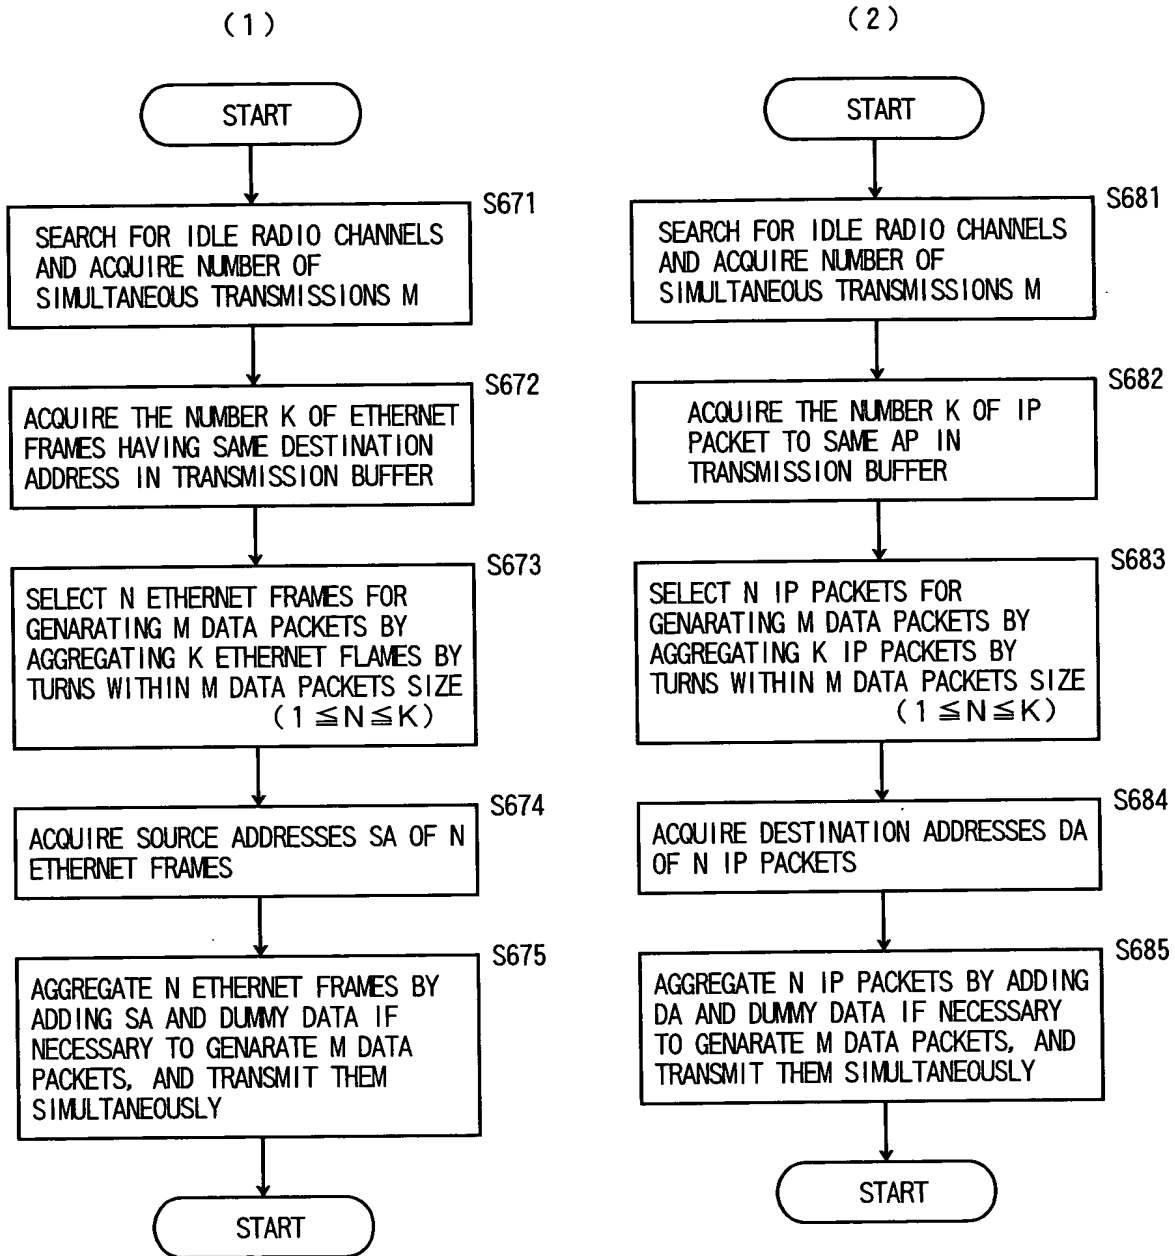 (1)
START
S671
SEARCH FOR IDLE RADIO CHANNELS
AND ACQUIRE NUMBER OF
SIMULTANEOUS TRANSMISSIONS M
S672
ACQUIRE THE NUMBER K OF ETHERNET
FRAMES HAVING SAME DESTINATION
ADDRESS IN TRANSMISSION BUFFER
S673
SELECT N ETHERNET FRAMES FOR
GENARATING M DATA PACKETS BY
AGGREGATING K ETHERNET FLAMES BY
TURNS WITHIN M DATA PACKETS SIZE
(1≦N≦K)
S674
ACQUIRE SOURCE ADDRESSES SA OF N
ETHERNET FRAMES
S675
AGGREGATE N ETHERNET FRAMES BY
ADDING SA AND DUMMY DATA IF
NECESSARY TO GENARATE M DATA
PACKETS, AND TRANSMIT THEM
SIMULTANEOUSLY
START
(2)
START
S681
SEARCH FOR IDLE RADIO CHANNELS
AND ACQUIRE NUMBER OF
SIMULTANEOUS TRANSMISSIONS M
S682
ACQUIRE THE NUMBER K OF IP
PACKET TO SAME AP IN
TRANSMISSION BUFFER
S683
SELECT N IP PACKETS FOR
GENARATING M DATA PACKETS BY
AGGREGATING K IP PACKETS BY
TURNS WITHIN M DATA PACKETS SIZE
(1≦N≦K)
S684
ACQUIRE DESTINATION ADDRESSES DA
OF N IP PACKETS
S685
AGGREGATE N IP PACKETS BY ADDING
DA AND DUMMY DATA IF NECESSARY
TO GENARATE M DATA PACKETS, AND
TRANSMIT THEM SIMULTANEOUSLY
START